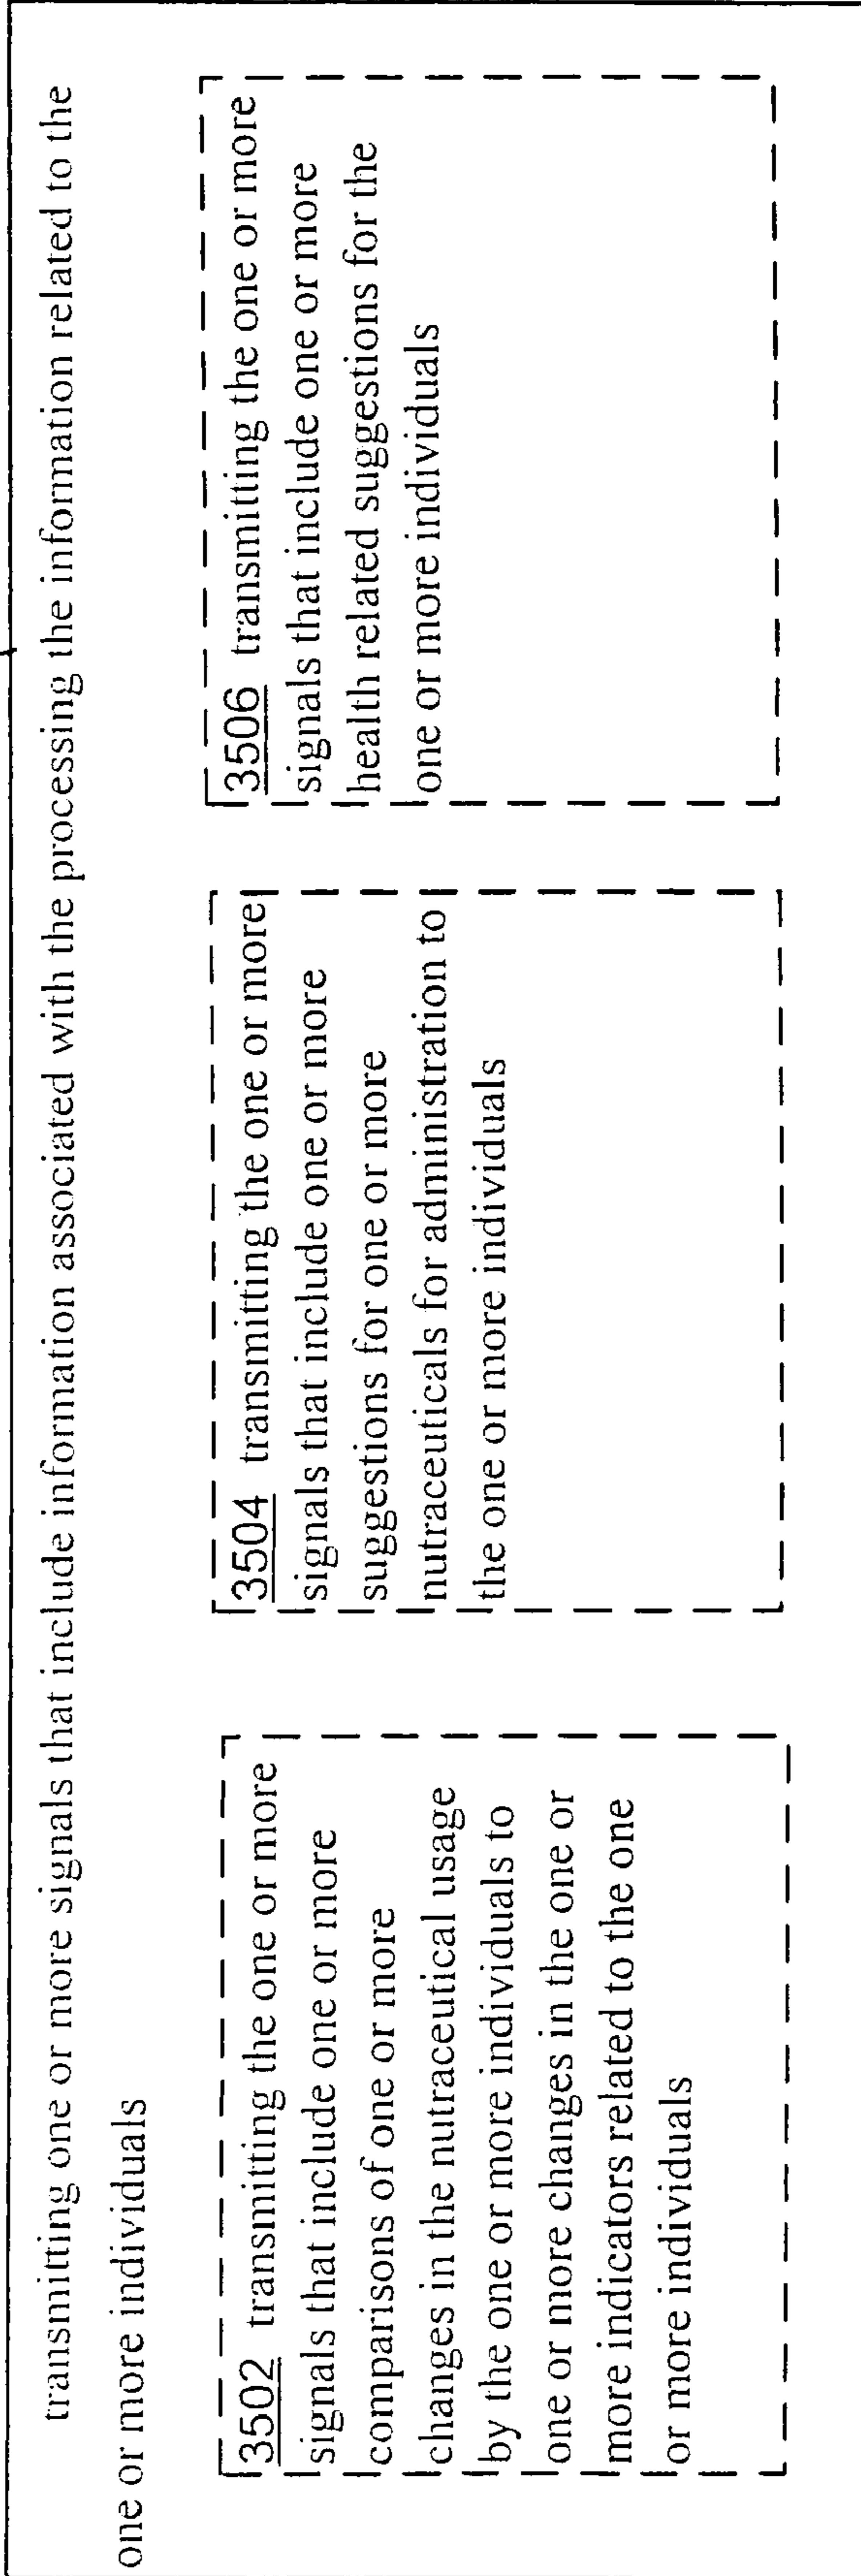 transmitting one or more signals that include information associated with the processing the information related to the
one or more individuals
3502 transmitting the one or more
signals that include one or more
comparisons of one or more
changes in the nutraceutical usage
by the one or more individuals to
one or more changes in the one or
more indicators related to the one
or more individuals
3504 transmitting the one or more
signals that include one or more
suggestions for one or more
nutraceuticals for administration to
the one or more individuals
3506 transmitting the one or more
signals that include one or more
health related suggestions for the
one or more individuals